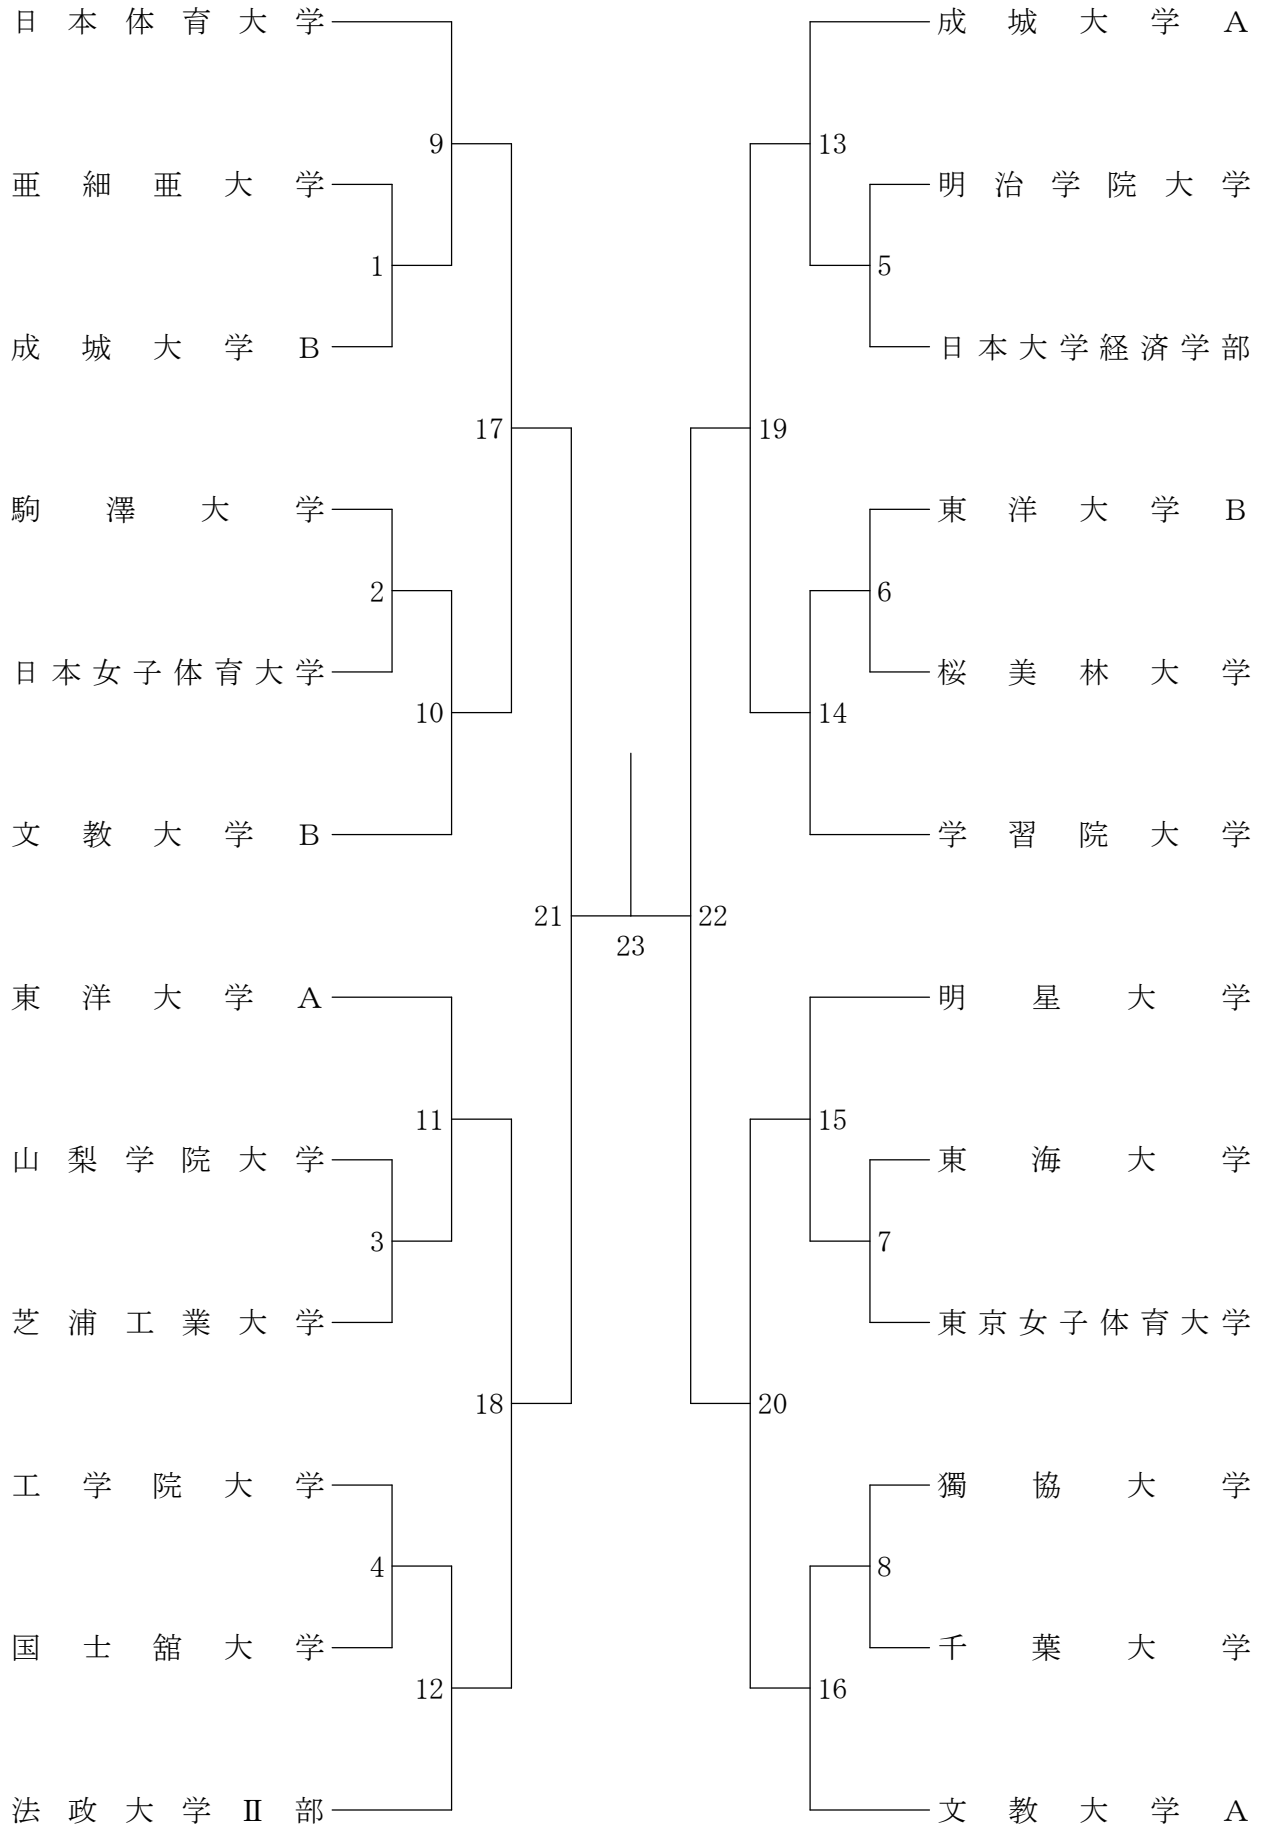 日本体育大学
9
亜細亜大学
1
成城大学B
17
駒澤大学
2
日本女子体育大学
10
文教大学B
21
東洋大学A
11
山梨学院大学
3
芝浦工業大学
18
工学院大学
4
国士舘大学
12
法政大学Ⅱ部
23
成城大学A
13
明治学院大学
5
日本大学経済学部
19
東洋大学B
6
桜美林大学
14
学習院大学
22
明星大学
15
東海大学
7
東京女子体育大学
20
獨協大学
8
千葉大学
16
文教大学A